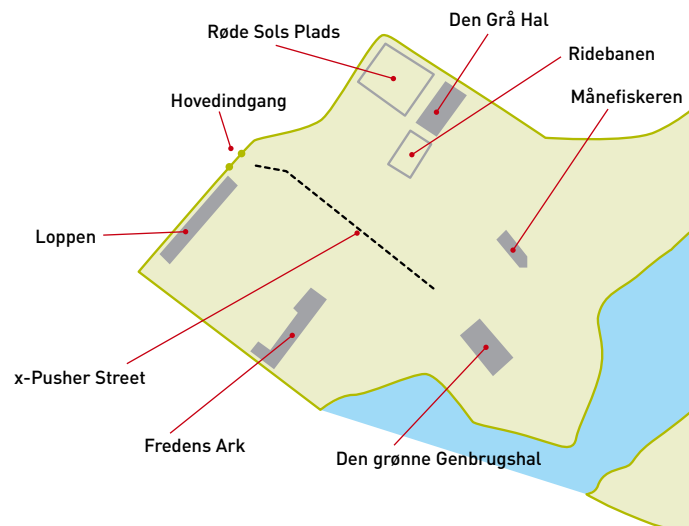 Den Grå Hal
Røde Sols Plads
Ridebanen
Månefiskeren
Hovedindgang
Loppen
x-Pusher Street
Fredens Ark
Den grønne Genbrugshal